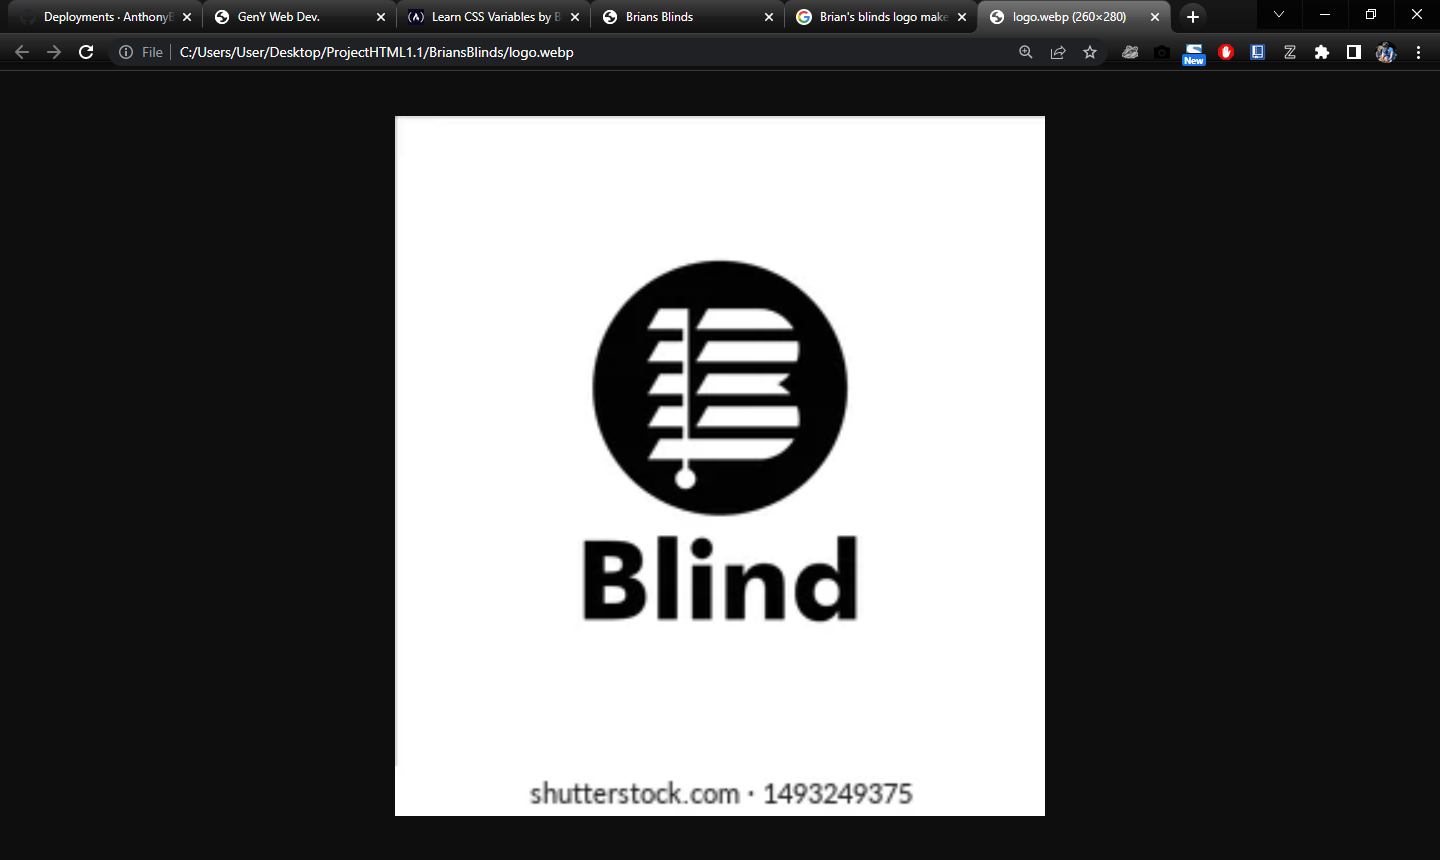 Deployments · Anthony
GenY Web Dev.
Learn CSS Variables by
Brians Blinds
Brian's blinds logo make
logo.webp (260×280)
File
C:/Users/User/Desktop/ProjectHTML1.1/BriansBlinds/logo.webp
New
Blind
shutterstock.com · 1493249375